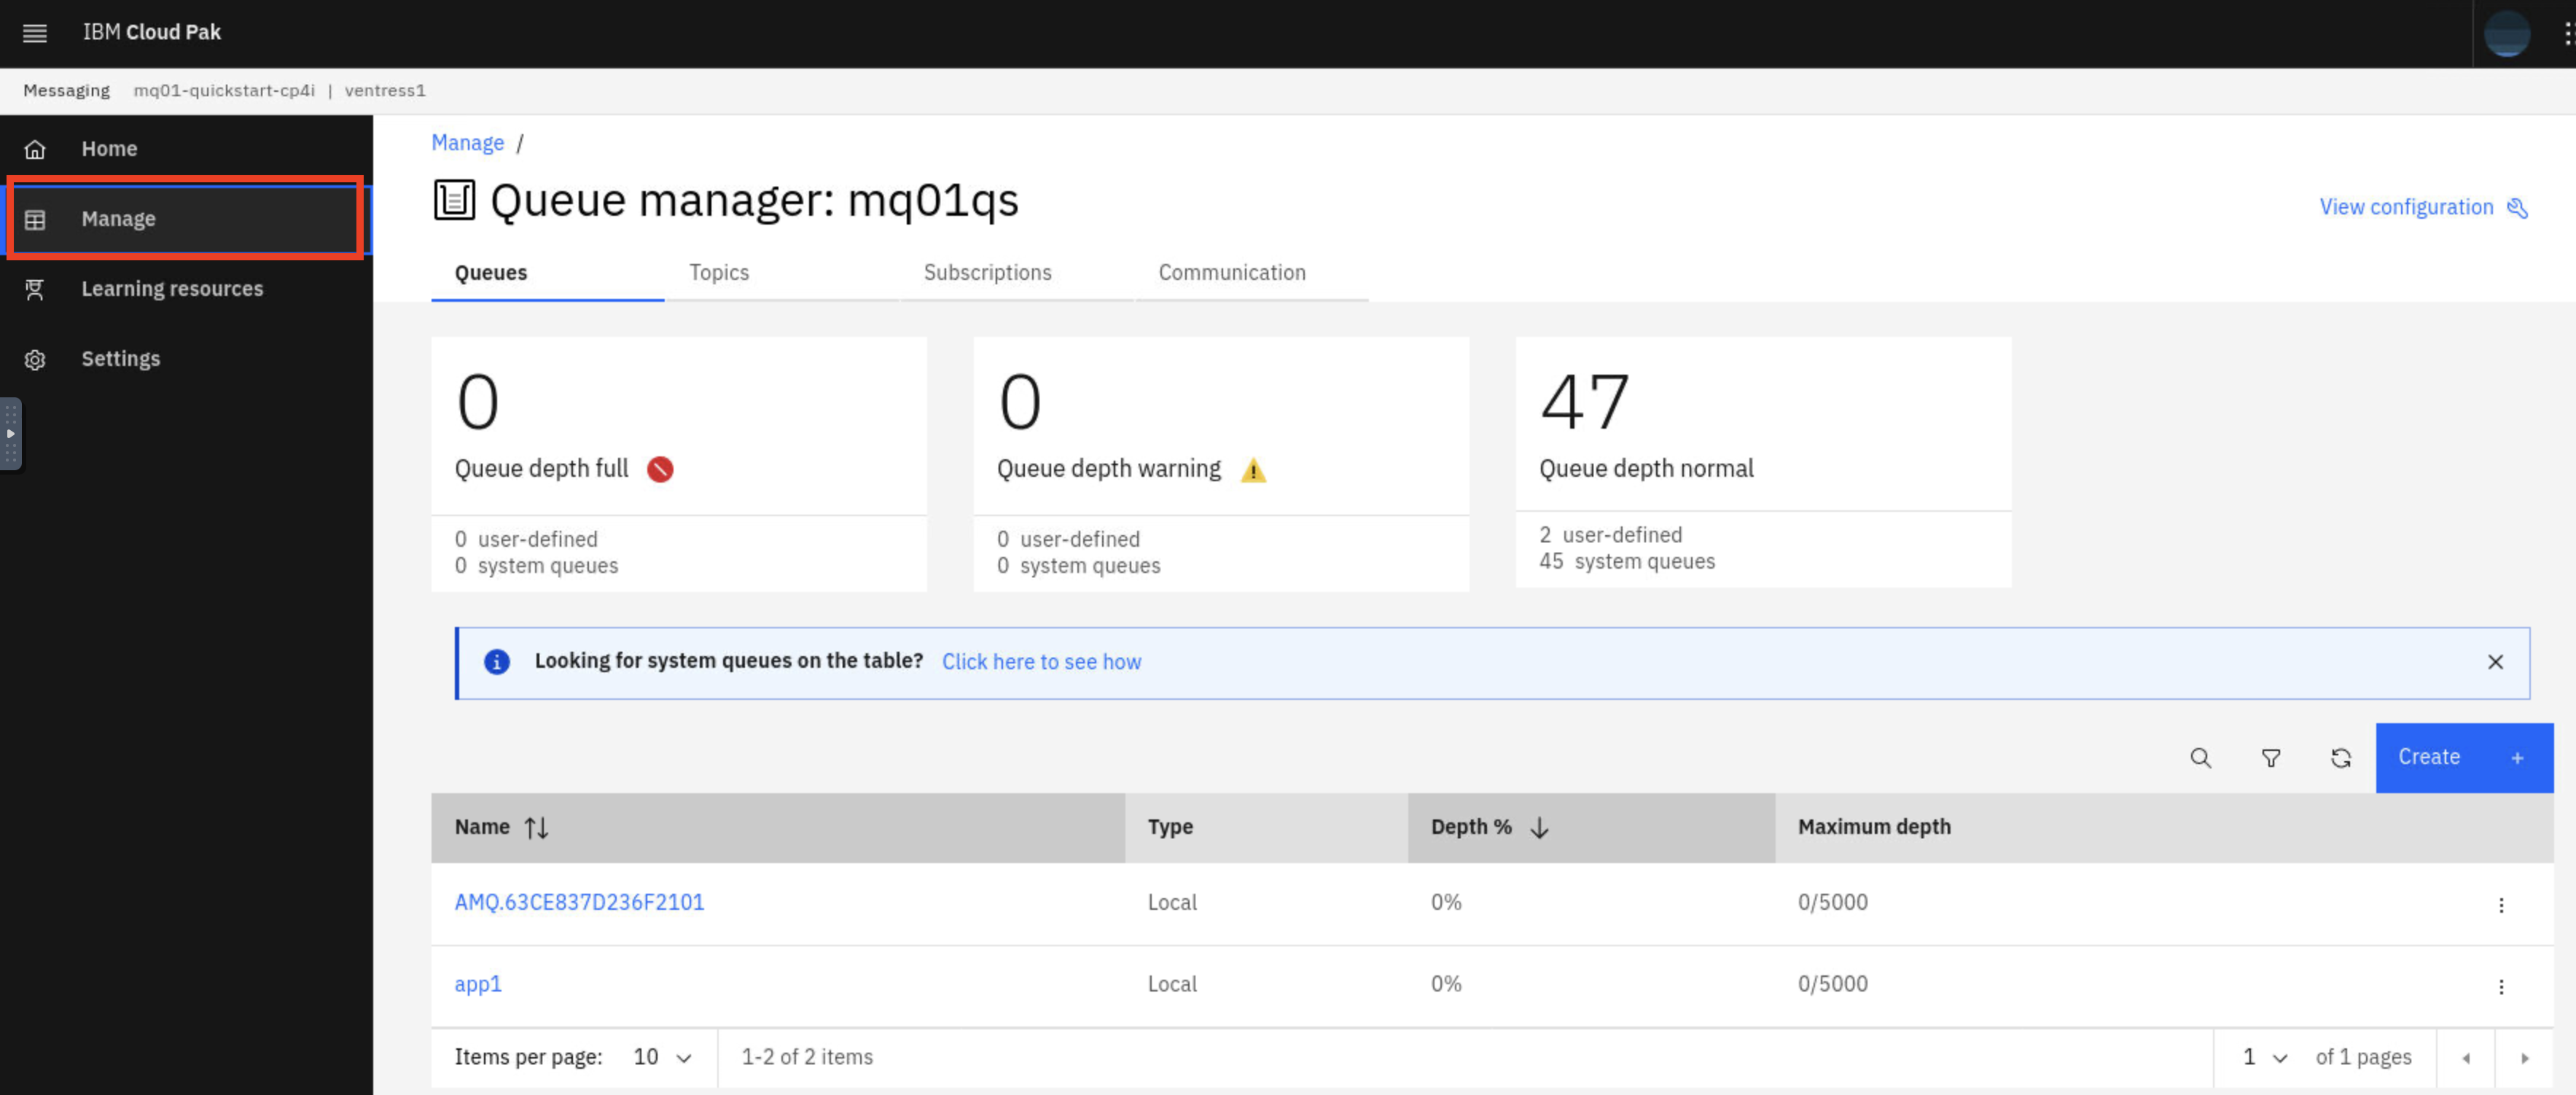 IBM Cloud Pak
Messaging mq01-quickstart-cp4i | ventress1
Home
Manage
Learning resources
Settings
Manage /
Queue manager: mq01qs
View configuration
Queues Topics Subscriptions Communication
0
Queue depth full
0 user-defined
0 system queues
0
Queue depth warning
0 user-defined
0 system queues
47
Queue depth normal
2 user-defined
45 system queues
Looking for system queues on the table? Click here to see how
Create +
Name Type Depth % Maximum depth
AMQ.63CE837D236F2101 Local 0% 0/5000
app1 Local 0% 0/5000
Items per page: 10 1-2 of 2 items 1 of 1 pages